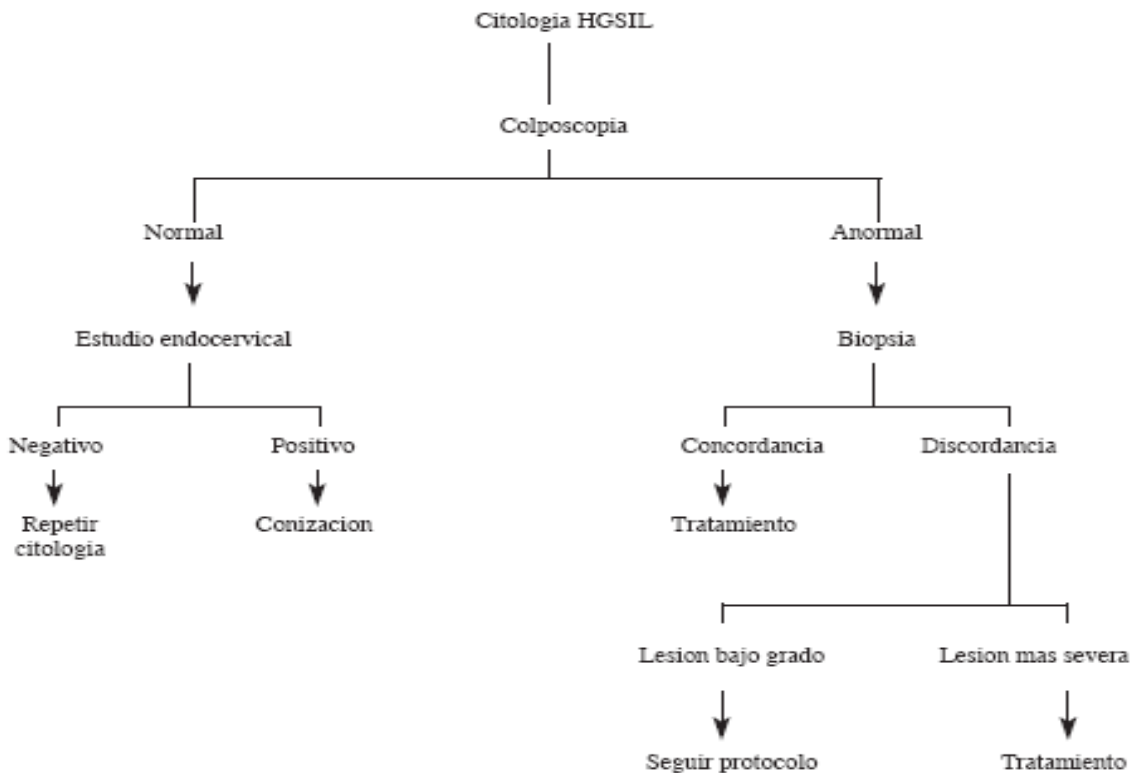 Citologia HGSIL
Colposcopia
Normal
Anormal
Estudio endocervical
Biopsia
Negativo
Positivo
Concordancia
Discordancia
Repetir
citologia
Conizacion
Tratamiento
Lesion bajo grado
Lesion mas severa
Seguir protocolo
Tratamiento